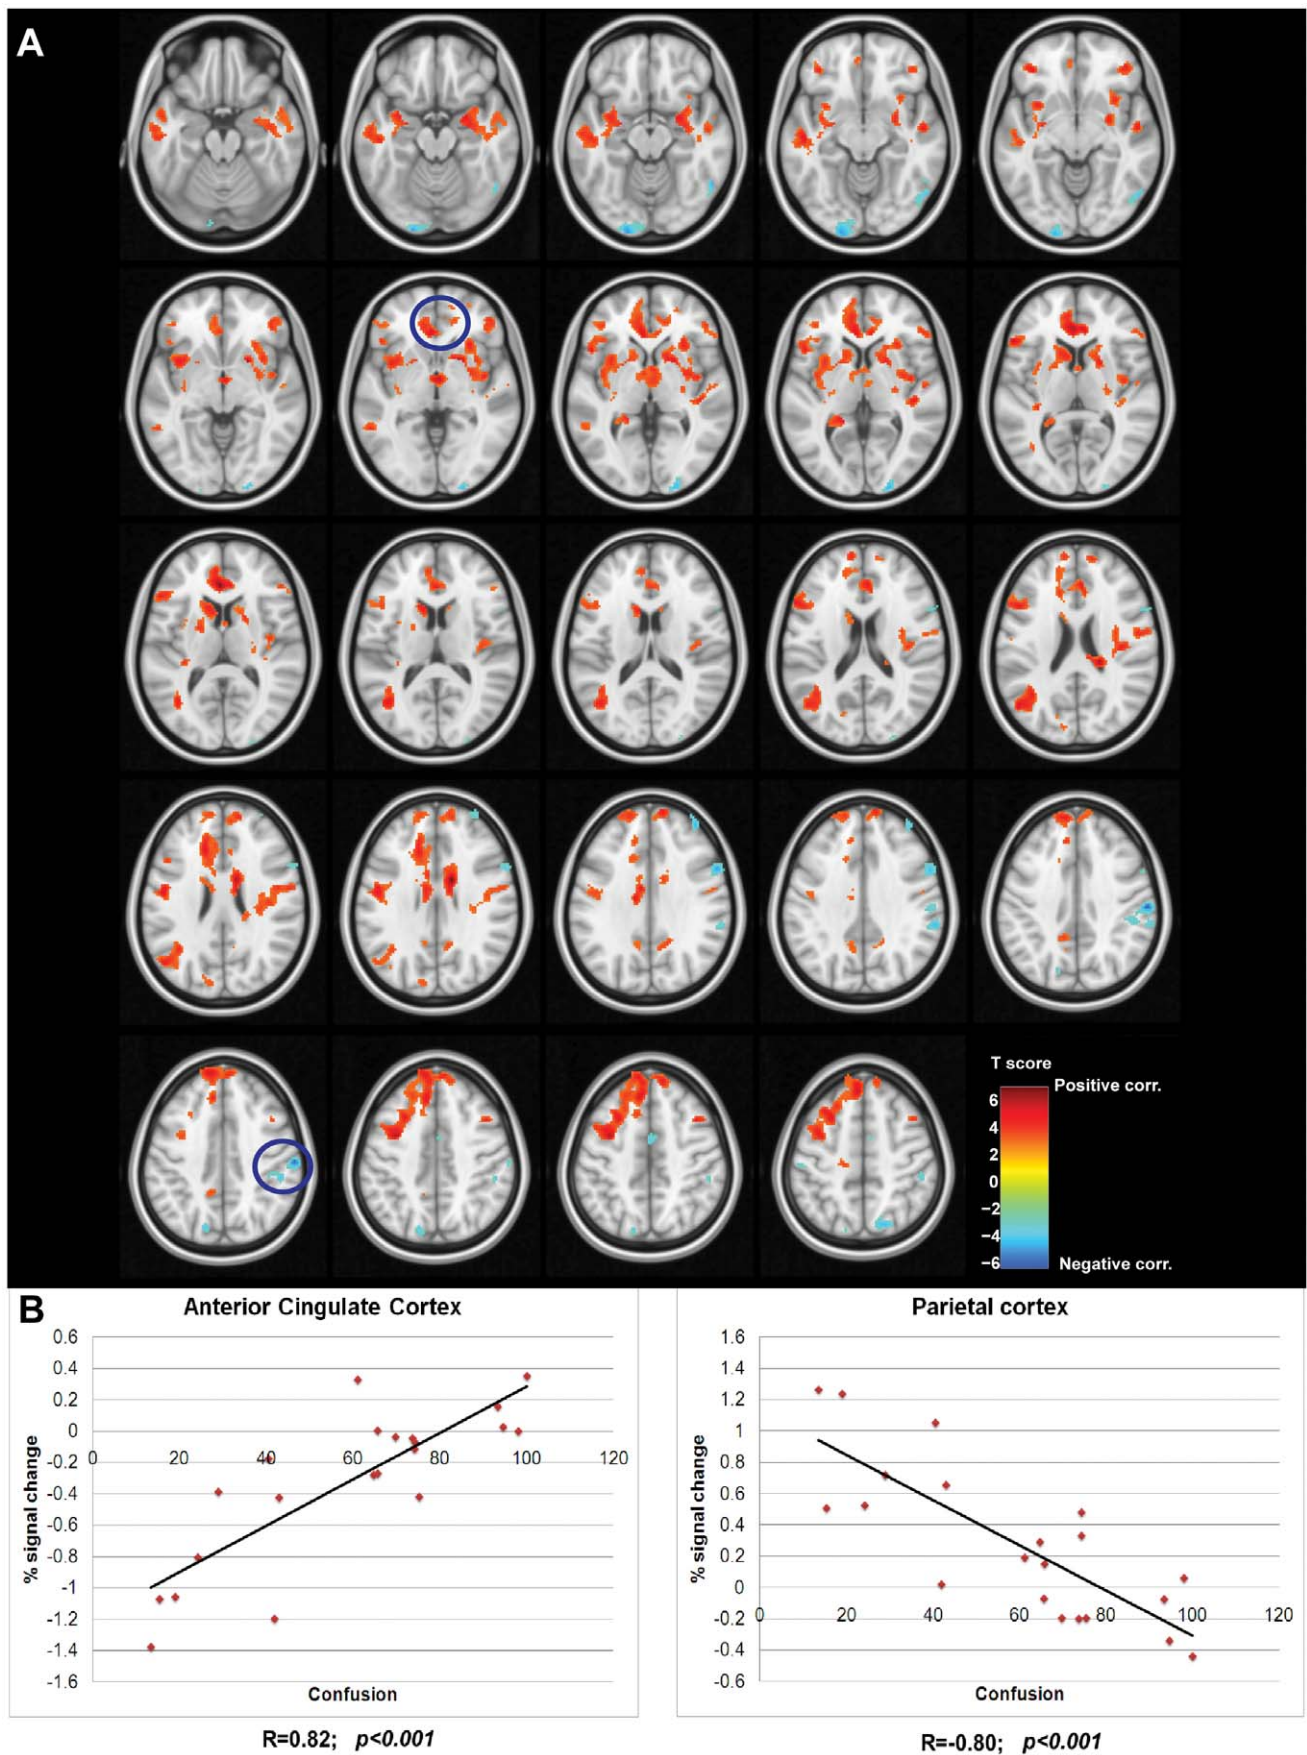 A
T score
Positive corr.
6
4
2
0
−2
−4
−6
Negative corr.
B
Anterior Cingulate Cortex
0.6
0.4
0.2
0
-0.2
-0.4
-0.6
-0.8
-1
-1.2
-1.4
-1.6
0 20 40 60 80 100 120
% signal change
Confusion
R=0.82; p<0.001
Parietal cortex
1.6
1.4
1.2
1
0.8
0.6
0.4
0.2
0
-0.2
-0.4
-0.6
0 20 40 60 80 100 120
% signal change
Confusion
R=-0.80; p<0.001